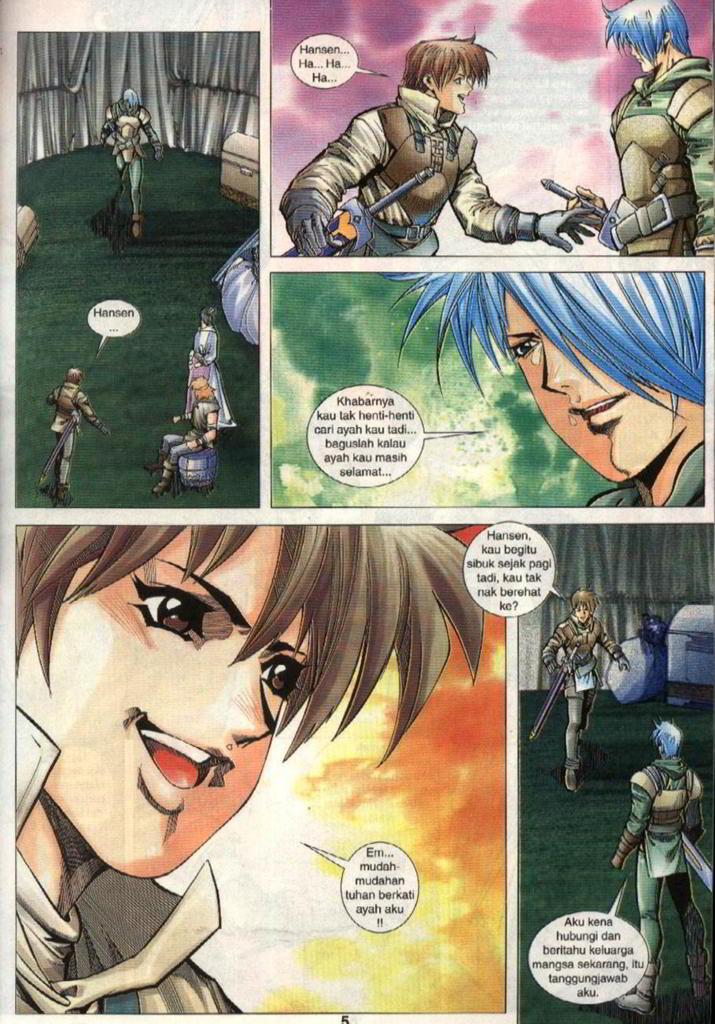 Hansen
...
Hansen...
Ha... Ha...
Ha...
Khabarnya
kau tak henti-henti
cari ayah kau tadi...
baguslah kalau
ayah kau masih
selamat...
Em...
mudah-
mudahan
tuhan berkati
ayah aku
!!
Hansen,
kau begitu
sibuk sejak pagi
tadi, kau tak
nak berehat
ke?
Aku kena
hubungi dan
beritahu keluarga
mangsa sekarang, itu
tanggungjawab
aku.
5